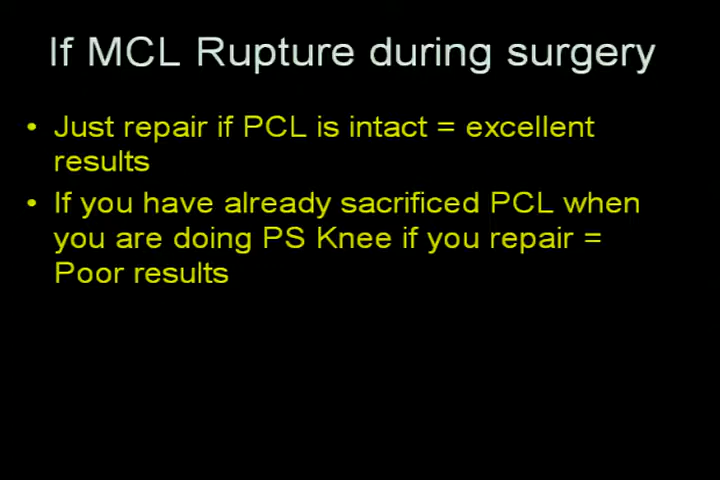 If MCL Rupture during surgery
• Just repair if PCL is intact = excellent
results
• If you have already sacrificed PCL when
you are doing PS Knee if you repair =
Poor results